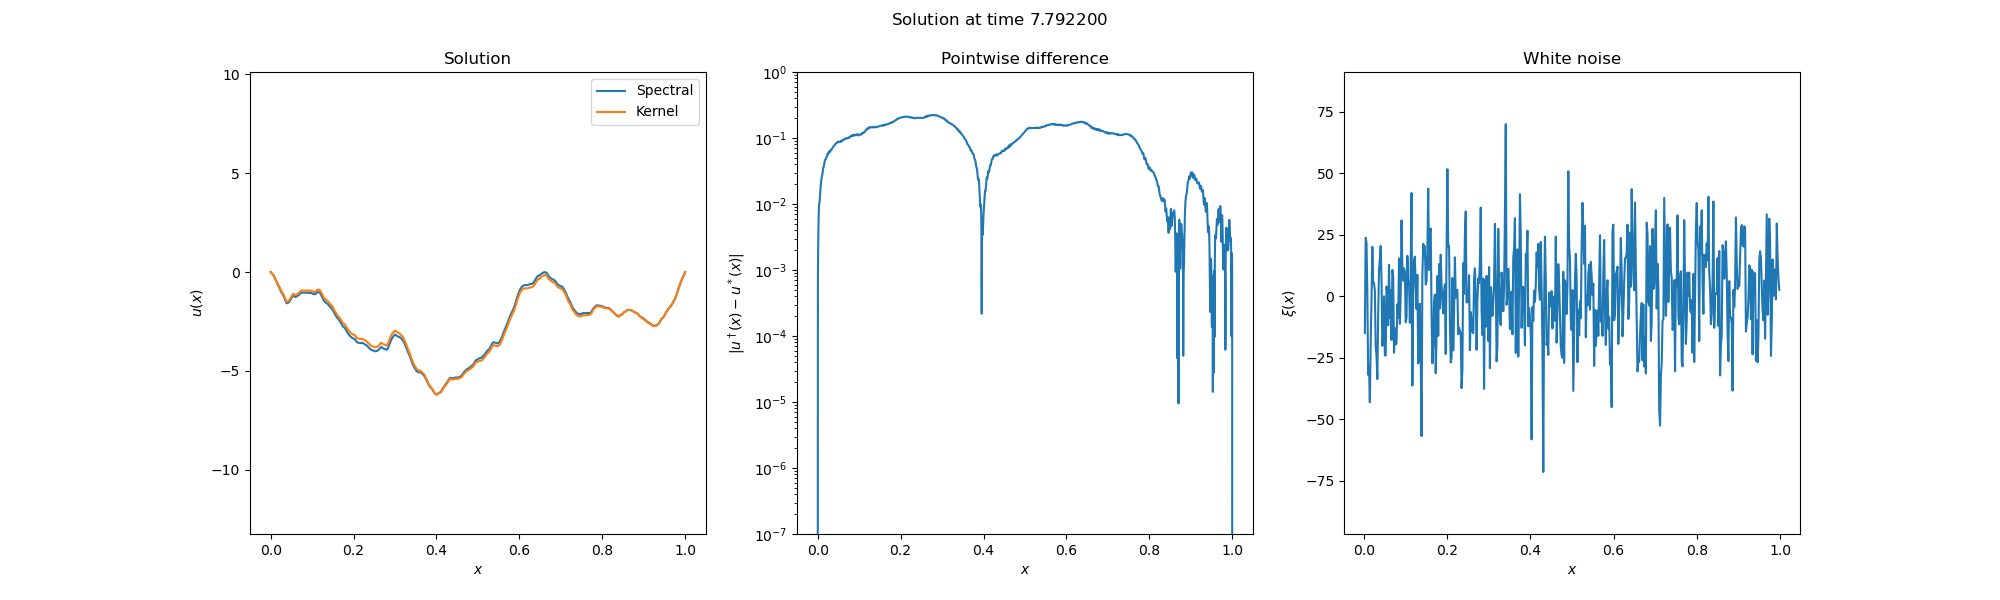 Solution at time 7.792200
Solution
Spectral
Kernel
10
5
0
−5
−10
u(x)
0.0 0.2 0.4 0.6 0.8 1.0
x
Pointwise difference
10⁰
10⁻¹
10⁻²
10⁻³
10⁻⁴
10⁻⁵
10⁻⁶
10⁻⁷
|u†(x) − u*(x)|
0.0 0.2 0.4 0.6 0.8 1.0
x
White noise
75
50
25
0
−25
−50
−75
ξ(x)
0.0 0.2 0.4 0.6 0.8 1.0
x